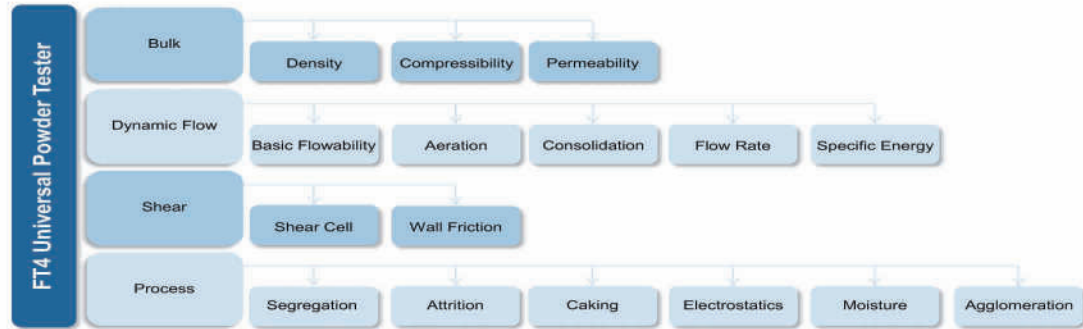 FT4 Universal Powder Tester
Bulk
Density
Compressibility
Permeability
Dynamic Flow
Basic Flowability
Aeration
Consolidation
Flow Rate
Specific Energy
Shear
Shear Cell
Wall Friction
Process
Segregation
Attrition
Caking
Electrostatics
Moisture
Agglomeration